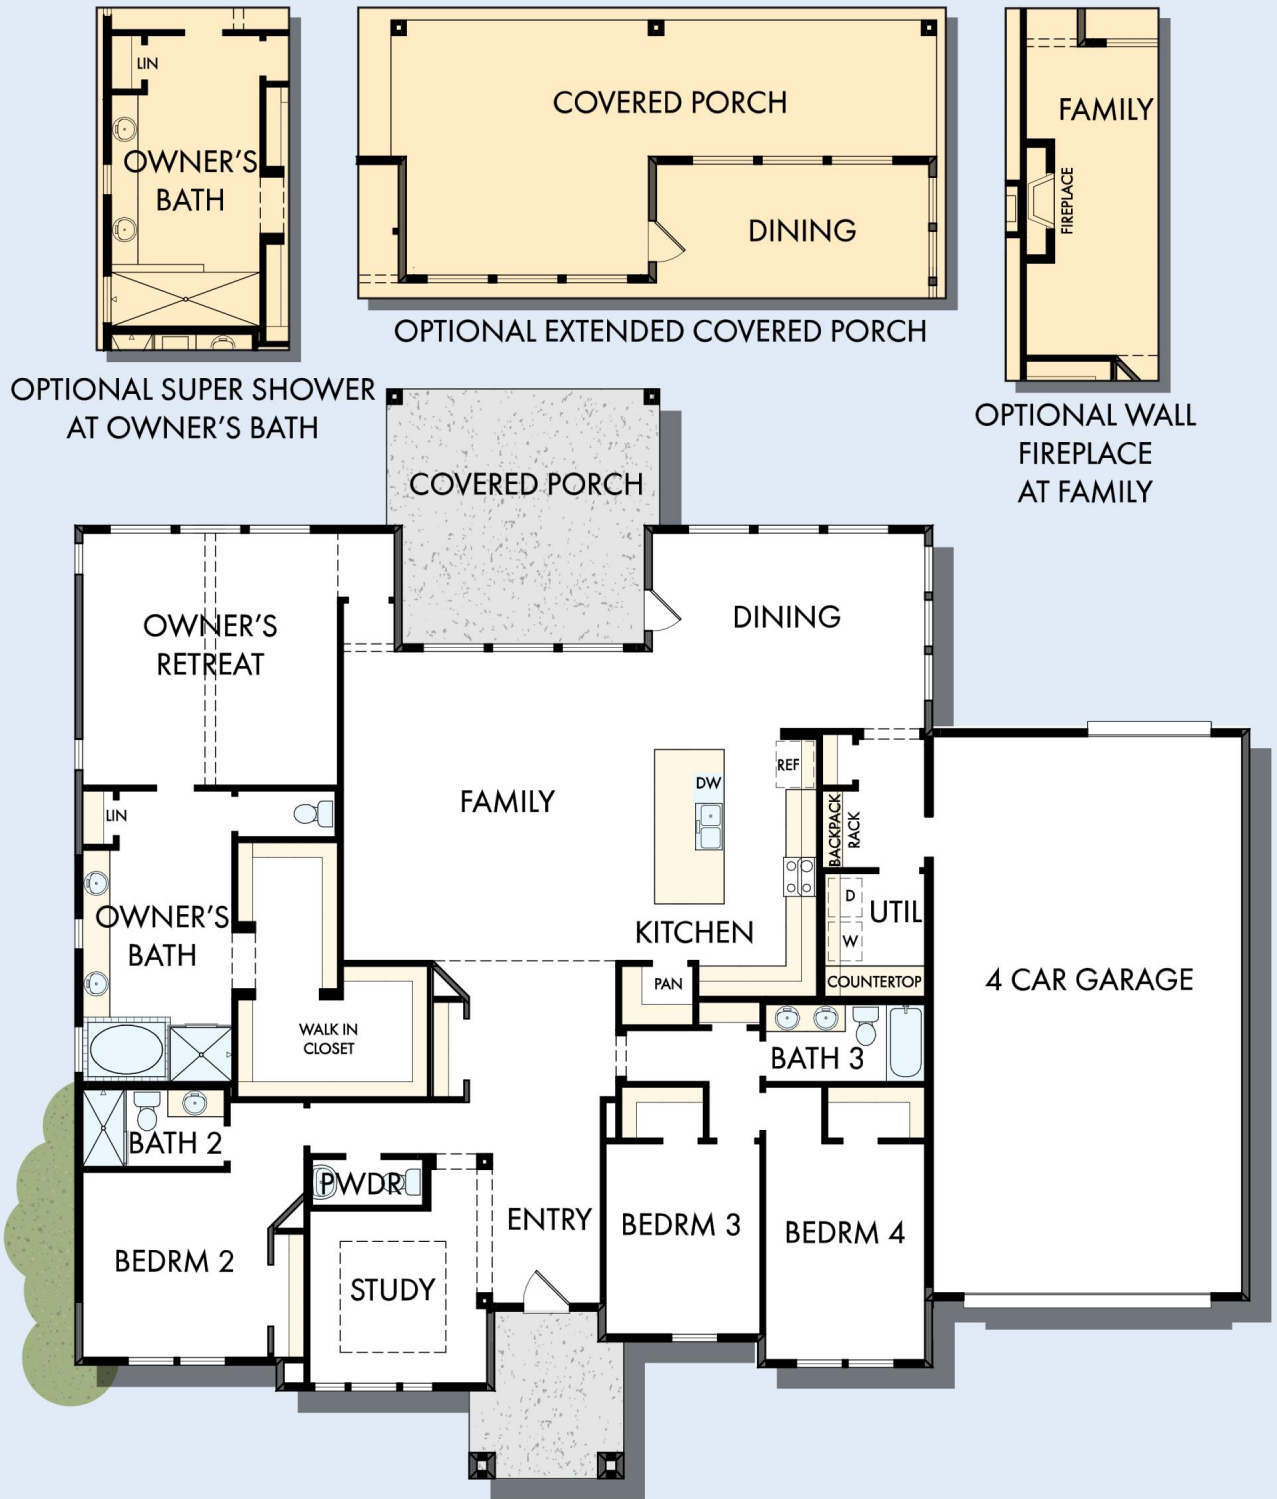 LIN
OWNER'S
BATH
OPTIONAL SUPER SHOWER
AT OWNER'S BATH
COVERED PORCH
DINING
OPTIONAL EXTENDED COVERED PORCH
FAMILY
FIREPLACE
OPTIONAL WALL
FIREPLACE
AT FAMILY
COVERED PORCH
OWNER'S
RETREAT
DINING
FAMILY
DW
REF
BACKPACK
RACK
LIN
OWNER'S
BATH
KITCHEN
D
W
UTIL
COUNTERTOP
PAN
4 CAR GARAGE
WALK IN
CLOSET
BATH 3
BATH 2
PWDR
ENTRY
BEDRM 3
BEDRM 4
BEDRM 2
STUDY